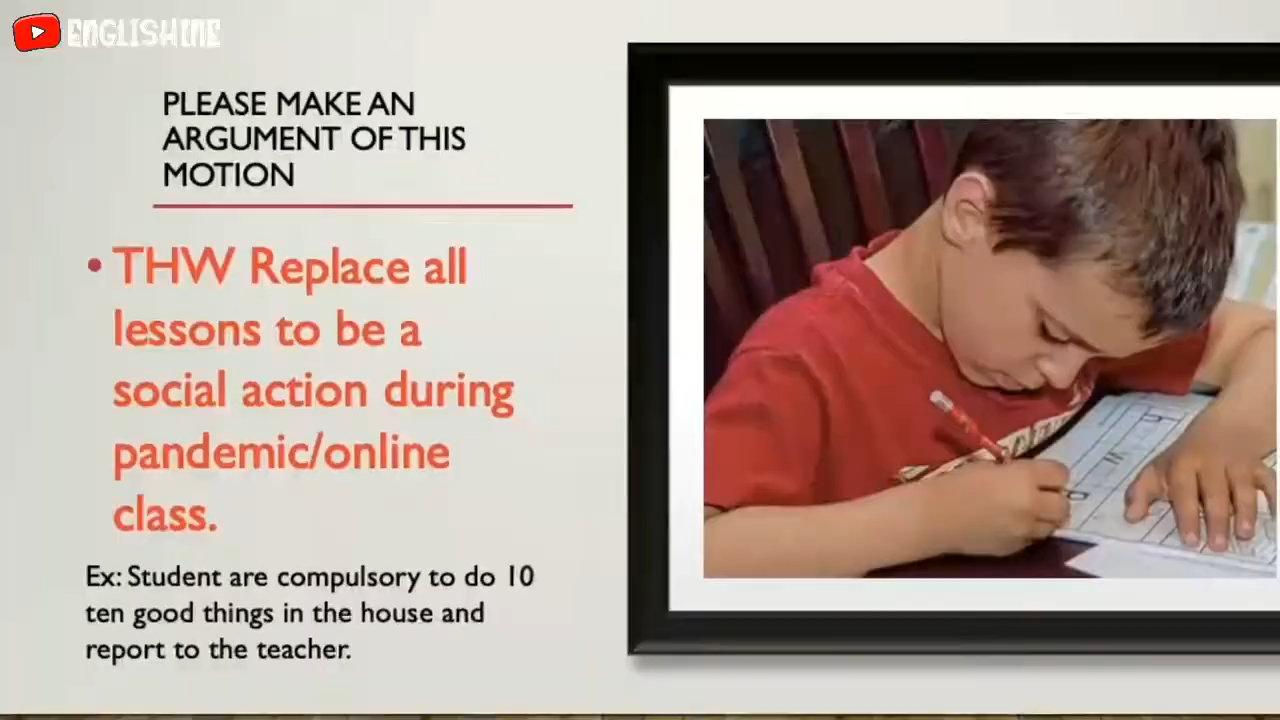 ENGLISHINE
PLEASE MAKE AN
ARGUMENT OF THIS
MOTION
• THW Replace all
lessons to be a
social action during
pandemic/online
class.
Ex: Student are compulsory to do 10
ten good things in the house and
report to the teacher.